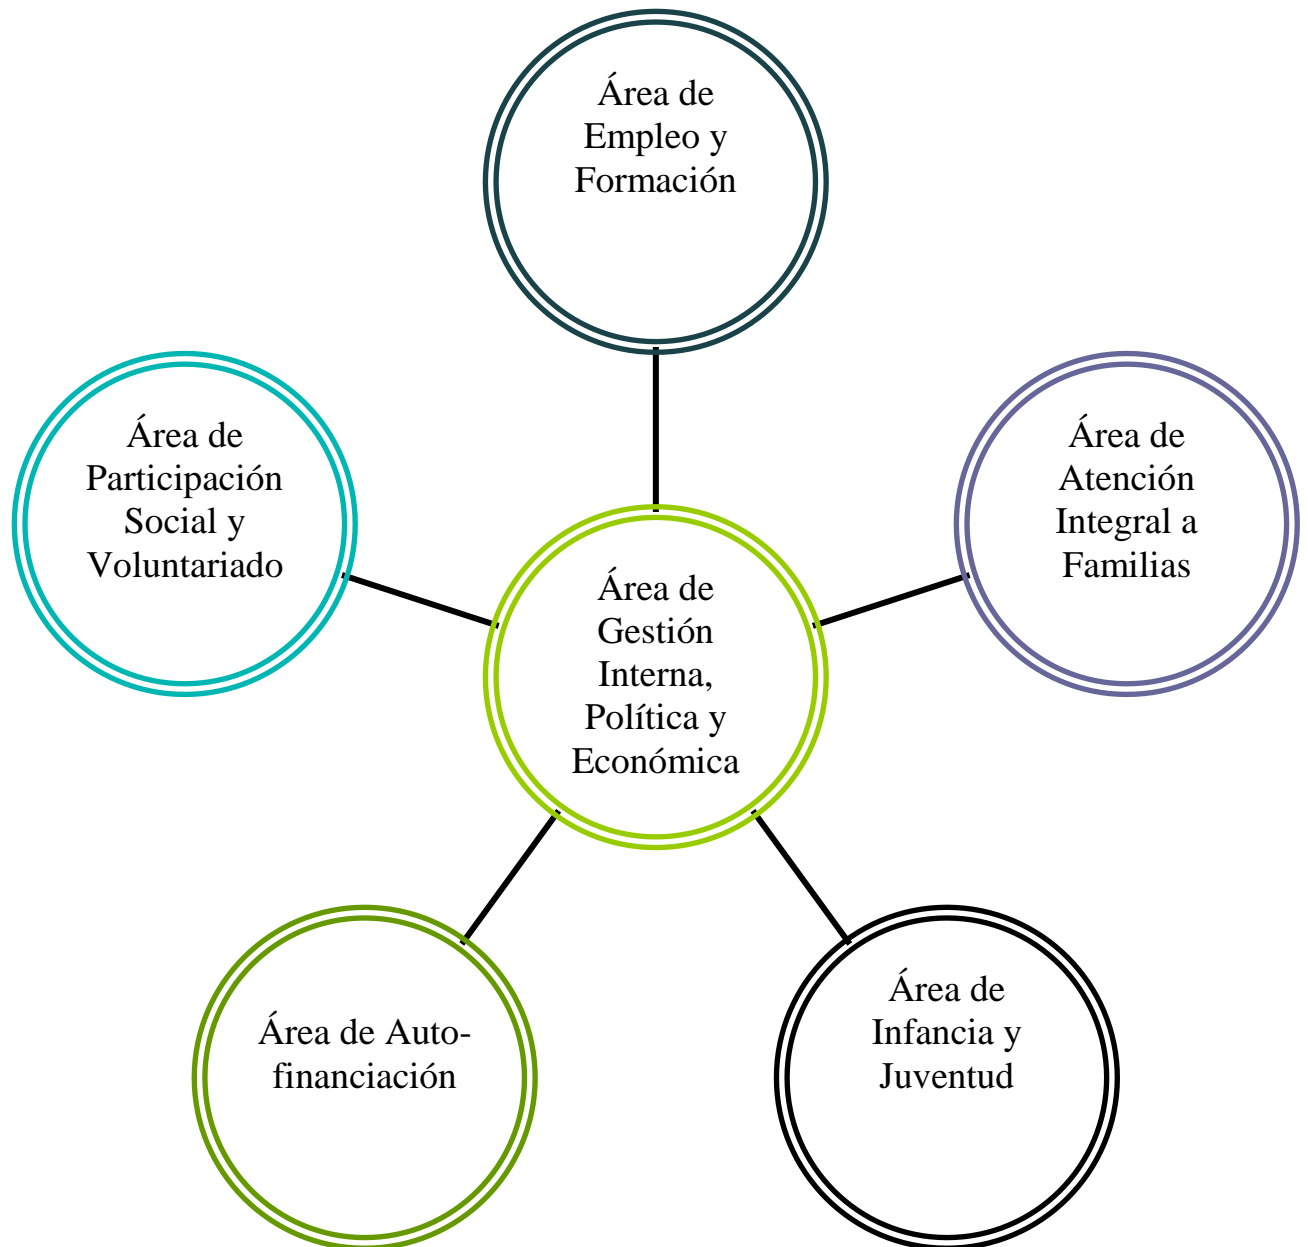 Área de
Empleo y
Formación
Área de
Participación
Social y
Voluntariado
Área de
Atención
Integral a
Familias
Área de
Gestión
Interna,
Política y
Económica
Área de Auto-
financiación
Área de
Infancia y
Juventud